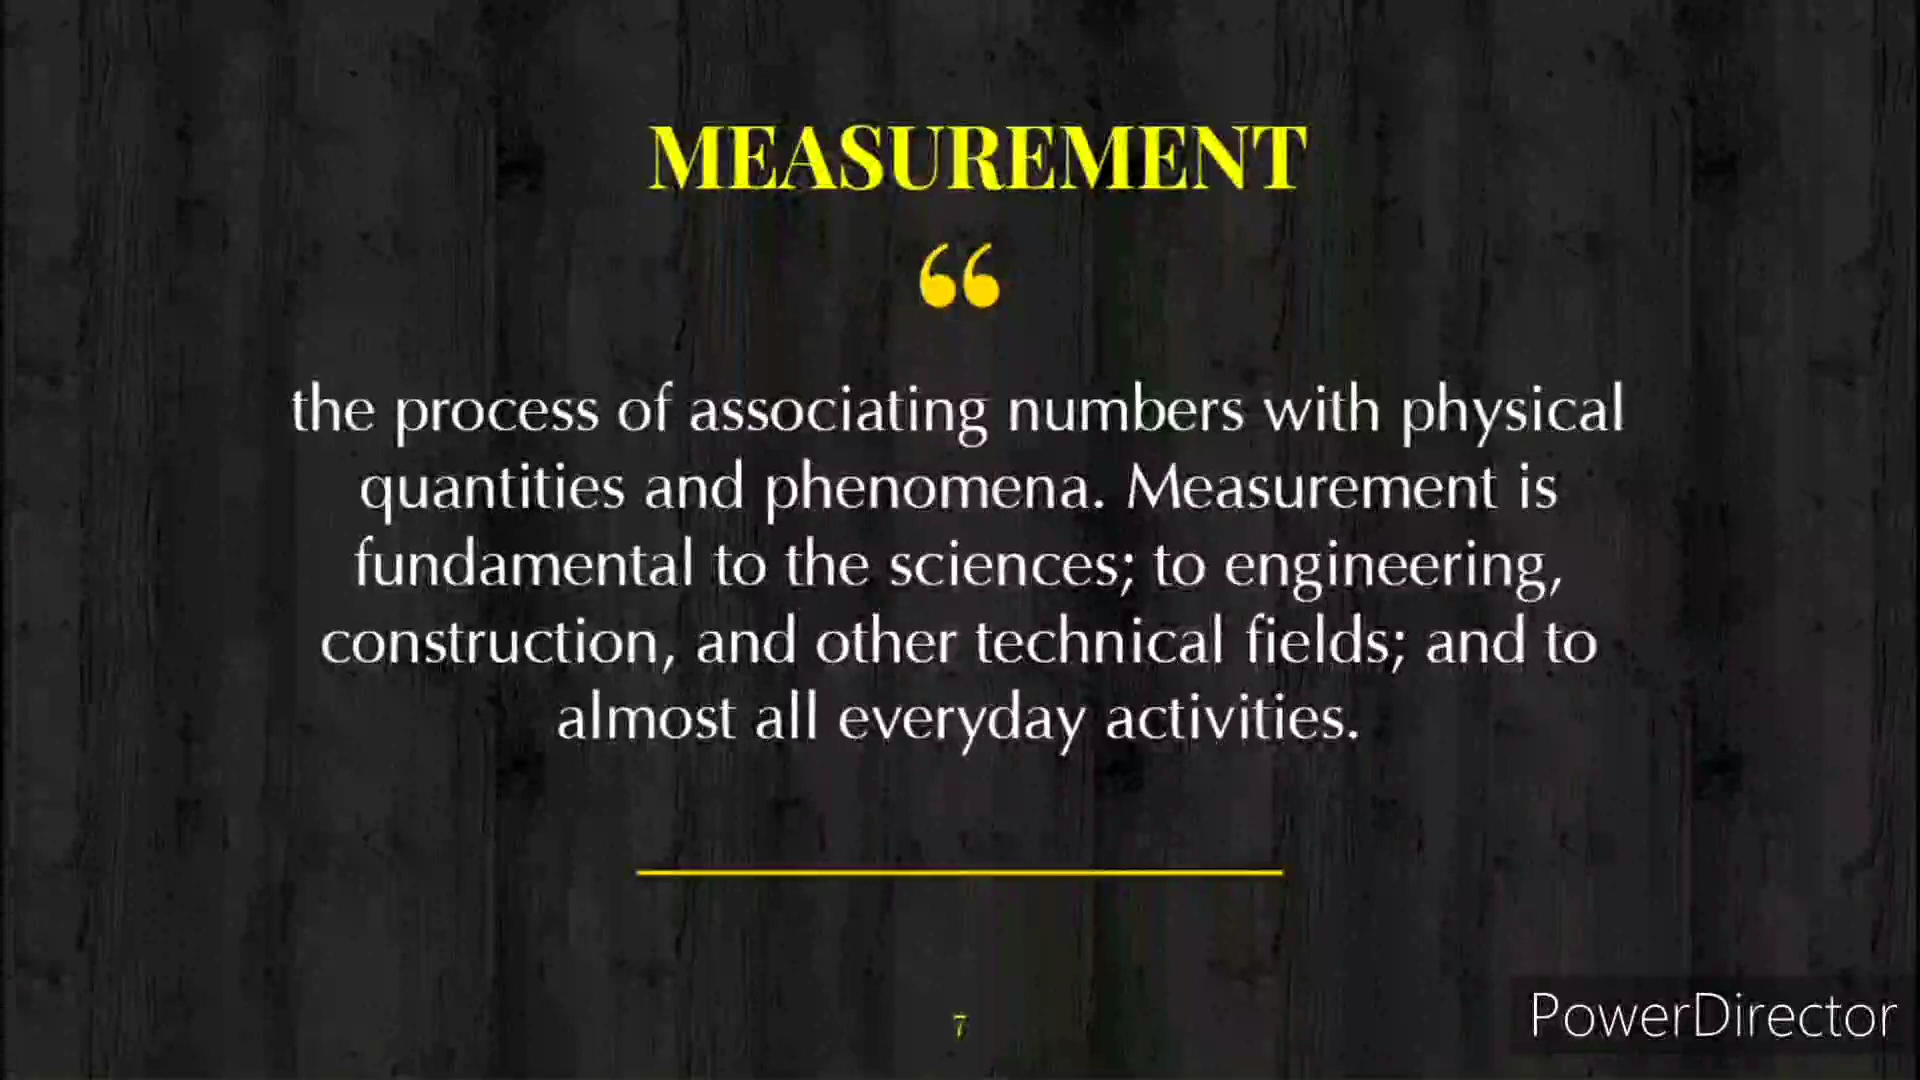 MEASUREMENT
“
the process of associating numbers with physical
quantities and phenomena. Measurement is
fundamental to the sciences; to engineering,
construction, and other technical fields; and to
almost all everyday activities.
7
PowerDirector